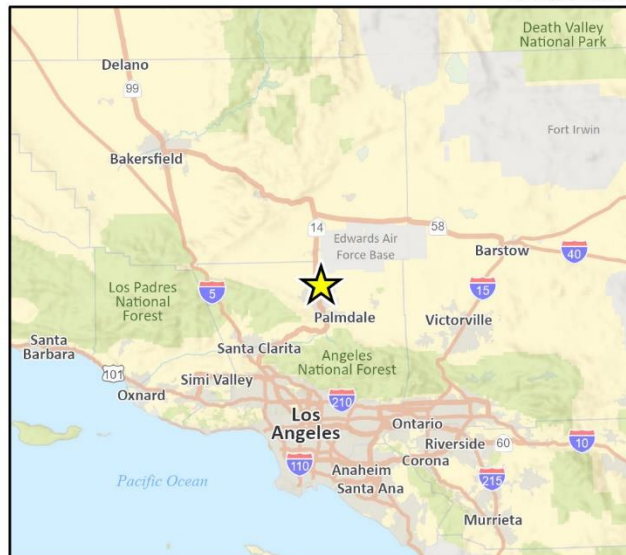 Death Valley
National Park
Delano
99
Fort Irwin
Bakersfield
14
58
Edwards Air
Force Base
Barstow
40
Los Padres
National
Forest
5
15
Palmdale
Victorville
Santa
Barbara
Santa Clarita
Angeles
National Forest
101
Simi Valley
Oxnard
210
Los
Angeles
Ontario
Riverside
60
10
Corona
110
Anaheim
215
Pacific Ocean
Santa Ana
Murrieta